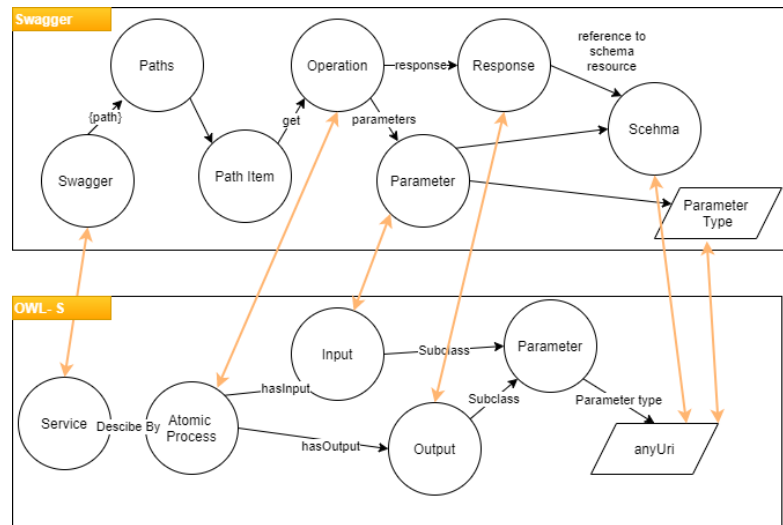 Swagger
Paths
Operation
response
Response
reference to
schema
resource
{path}
get
parameters
Scehma
Swagger
Path Item
Parameter
Parameter
Type
OWL- S
Input
Subclass
Parameter
hasInput
Subclass
Parameter type
Service
Descibe By
Atomic
Process
hasOutput
Output
anyUri